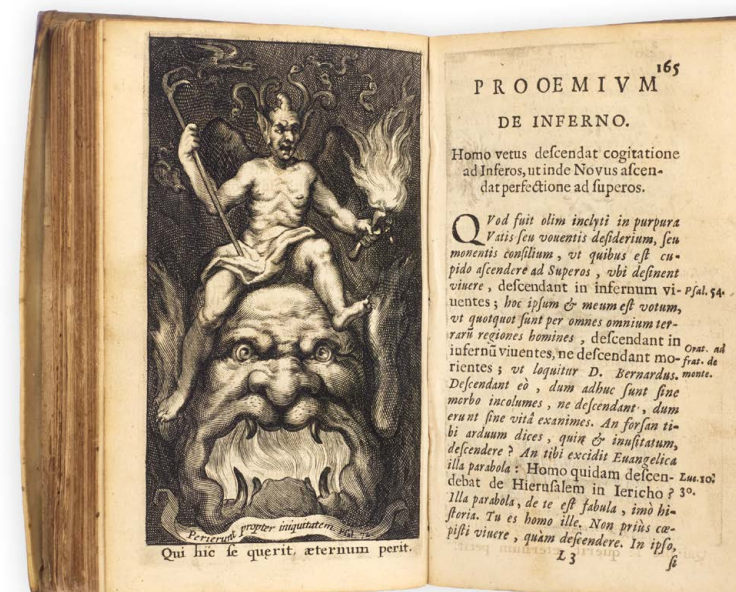 Perierunt propter iniquitatem
Qui hic se querit, æternum perit.
165
PROOEMIVM
DE INFERNO.
Homo vetus descendat cogitatione
ad Inferos, ut inde Novus ascen-
dat perfectione ad superos.
QVod fuit olim inclyti in purpura
Vatis seu vouentis desiderium, seu
monentis consilium, vt quibus est cu-
pido ascendere ad Superos, vbi desinent
viuere, descendant in infernum vi- Psal. 54.
uentes; hoc ipsum & meum est votum,
vt quotquot sunt per omnes omnium ter-
rarū regiones homines, descendant in
infernū viuentes, ne descendant mo- Orat. ad frat. de monte.
rientes; vt loquitur D. Bernardus.
Descendant eò, dum adhuc sunt sine
morbo incolumes, ne descendant, dum
erunt sine vitâ exanimes. An forsan ti-
bi arduum dices, quin & inusitatum,
descendere? An tibi excidit Euangelica
illa parabola: Homo quidam descen- Luc. 10.
debat de Hierusalem in Iericho? 30.
Illa parabola, de te est fabula, imò hi-
storia. Tu es homo ille. Non priùs cœ-
pisti viuere, quàm descendere. In ipso,
L 3
si